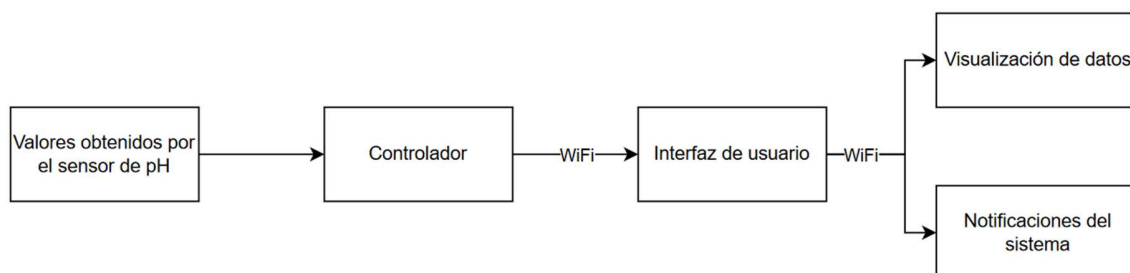 Valores obtenidos por
el sensor de pH
Controlador
WiFi
Interfaz de usuario
WiFi
Visualización de datos
Notificaciones del
sistema